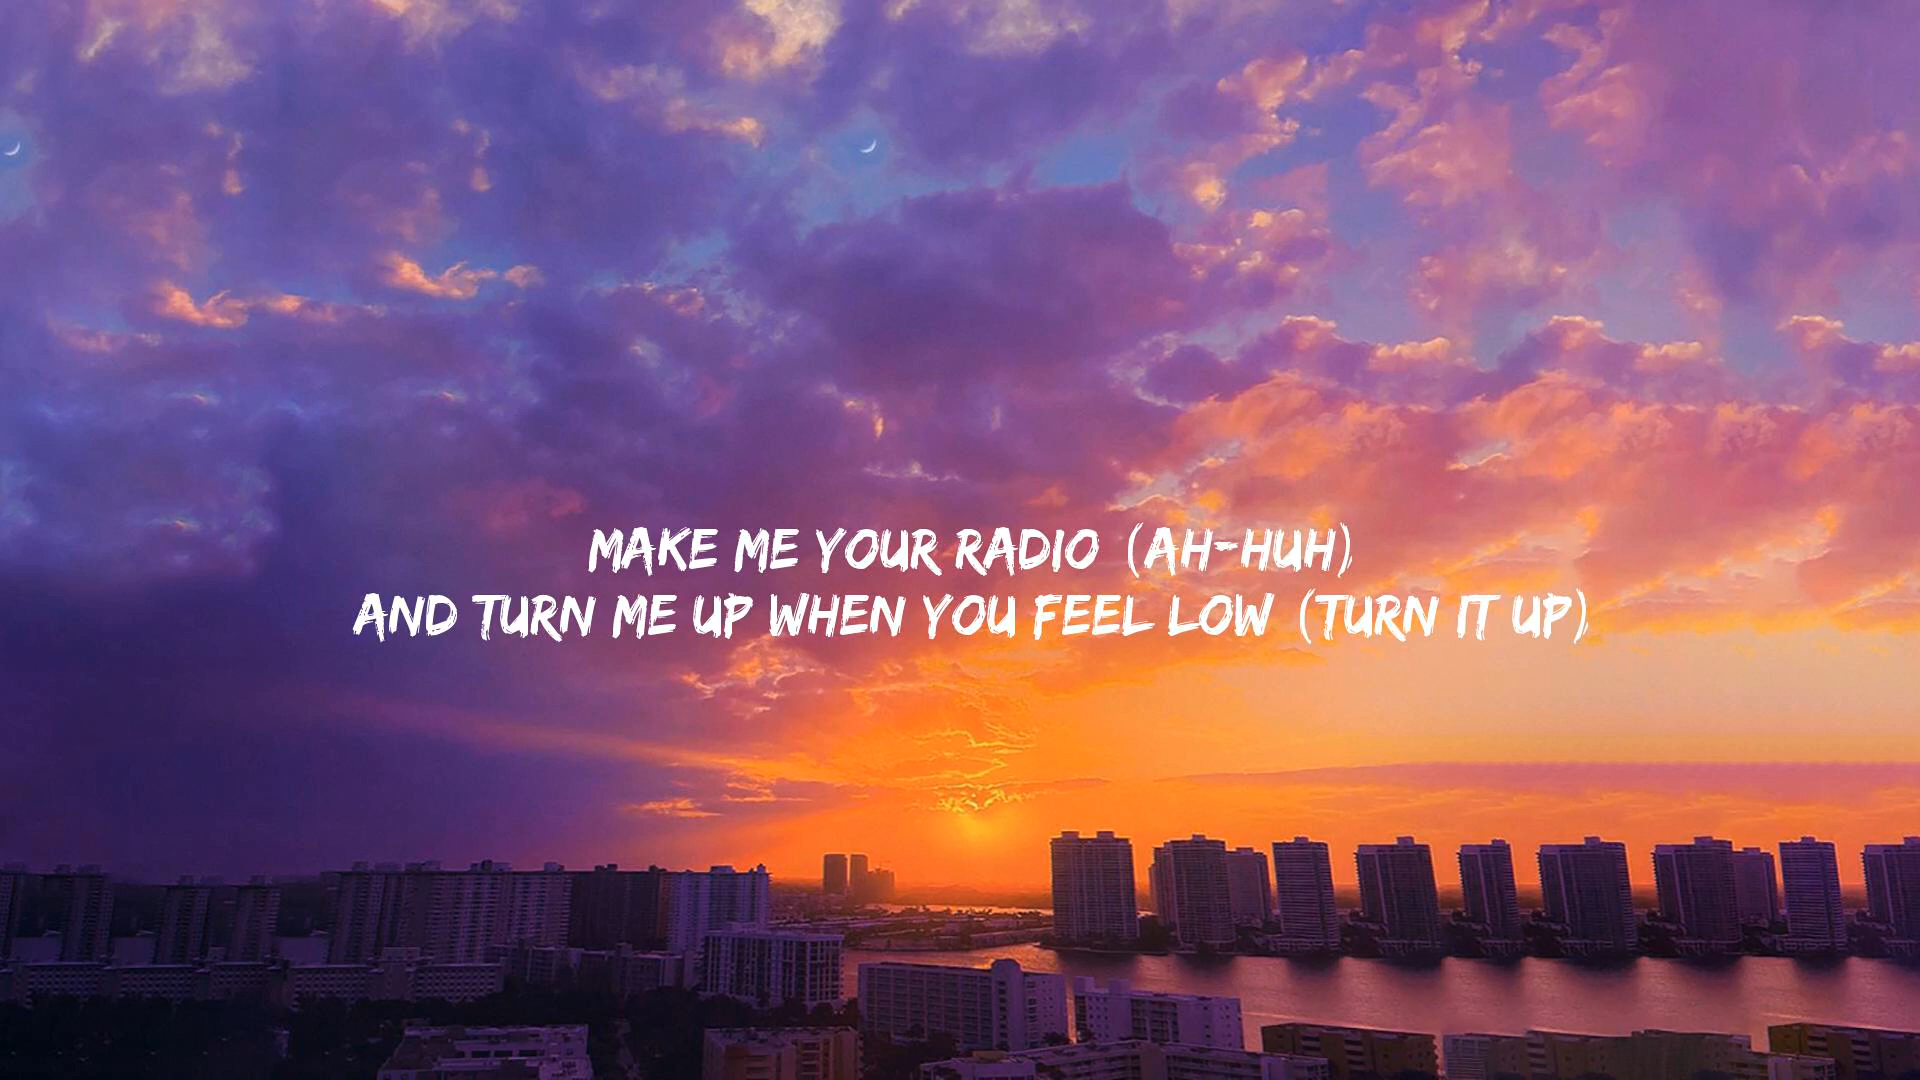 MAKE ME YOUR RADIO (AH-HUH)
AND TURN ME UP WHEN YOU FEEL LOW (TURN IT UP)